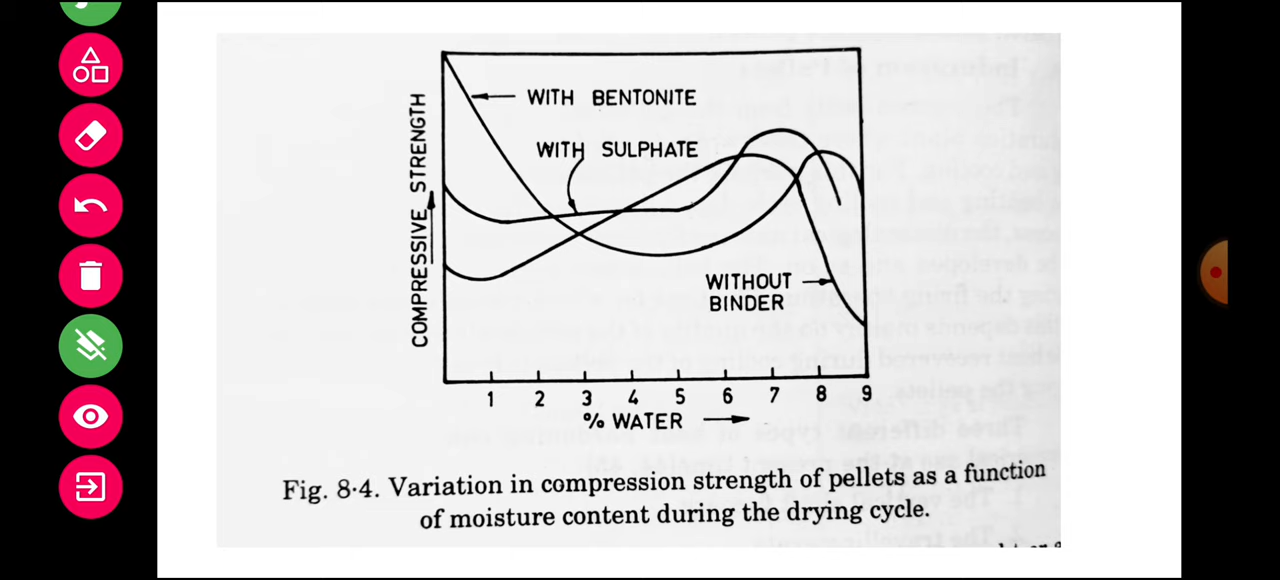 WITH BENTONITE
WITH SULPHATE
COMPRESSIVE STRENGTH
WITHOUT
BINDER
1 2 3 4 5 6 7 8 9
% WATER
Fig. 8·4. Variation in compression strength of pellets as a function
of moisture content during the drying cycle.